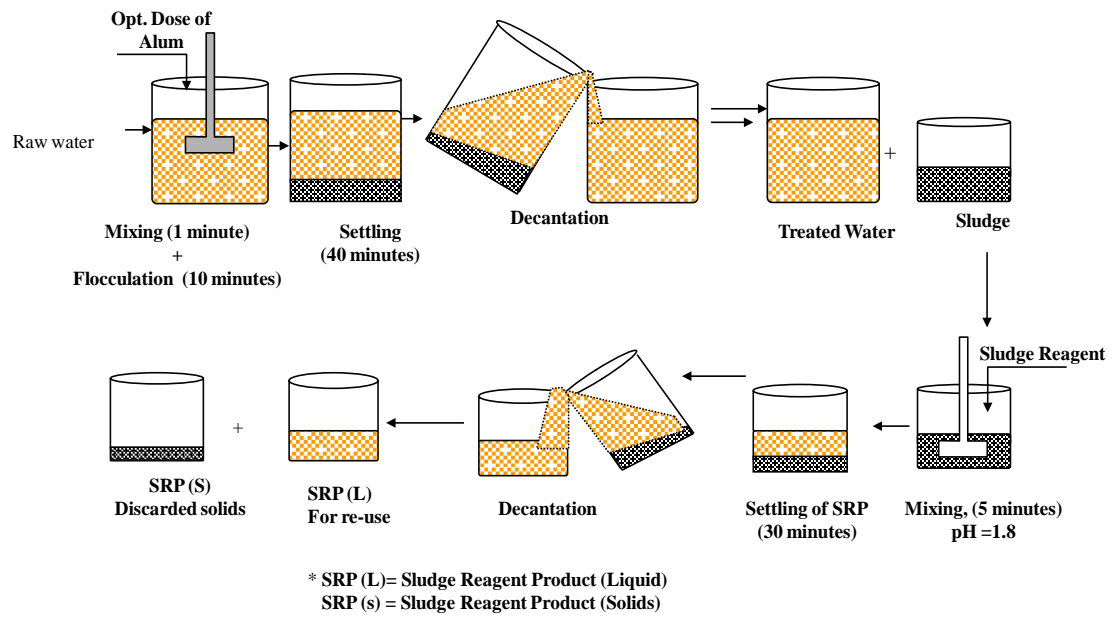 Opt. Dose of
Alum
Raw water
Mixing (1 minute)
+
Flocculation (10 minutes)
Settling
(40 minutes)
Decantation
Treated Water
+
Sludge
Sludge Reagent
Mixing, (5 minutes)
pH =1.8
Settling of SRP
(30 minutes)
Decantation
SRP (L)
For re-use
+
SRP (S)
Discarded solids
* SRP (L)= Sludge Reagent Product (Liquid)
SRP (s) = Sludge Reagent Product (Solids)